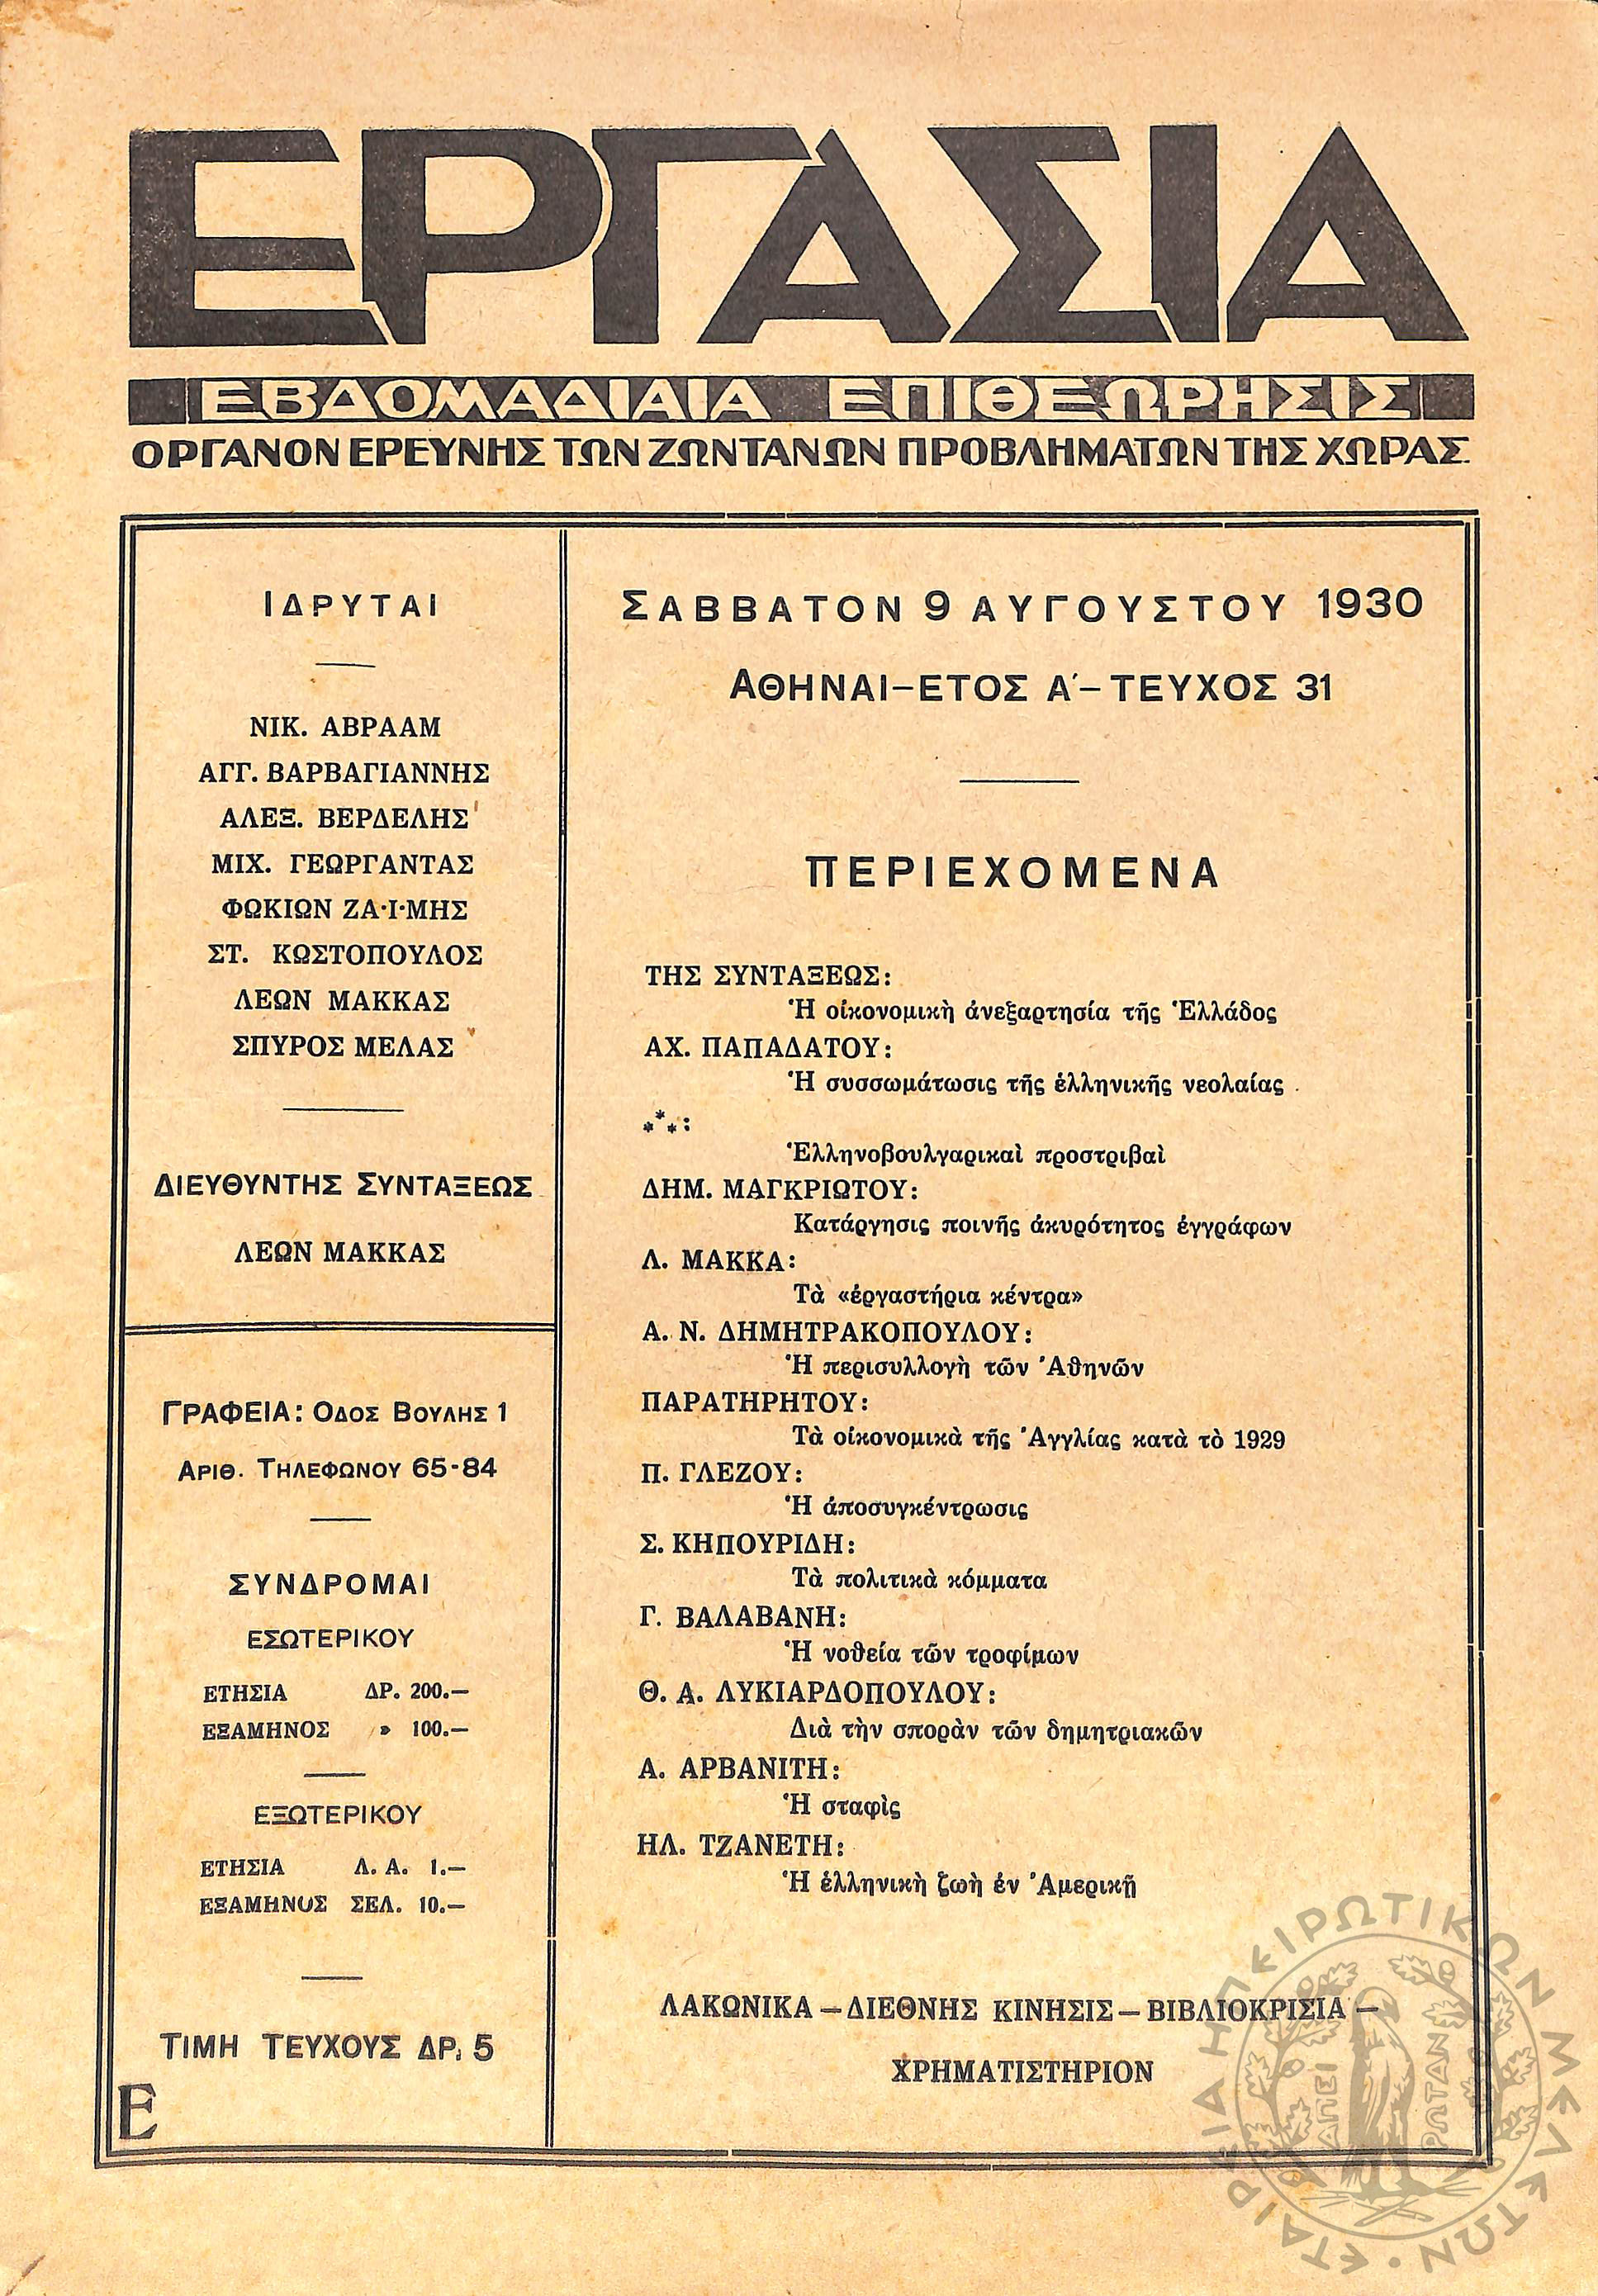 ΕΡΓΑΣΙΑ
ΕΒΔΟΜΑΔΙΑΙΑ ΕΠΙΘΕΩΡΗΣΙΣ
ΟΡΓΑΝΟΝ ΕΡΕΥΝΗΣ ΤΩΝ ΖΩΝΤΑΝΩΝ ΠΡΟΒΛΗΜΑΤΩΝ ΤΗΣ ΧΩΡΑΣ
ΙΔΡΥΤΑΙ
ΝΙΚ. ΑΒΡΑΑΜ
ΑΓΓ. ΒΑΡΒΑΓΙΑΝΝΗΣ
ΑΛΕΞ. ΒΕΡΔΕΛΗΣ
ΜΙΧ. ΓΕΩΡΓΑΝΤΑΣ
ΦΩΚΙΩΝ ΖΑ·Ι·ΜΗΣ
ΣΤ. ΚΩΣΤΟΠΟΥΛΟΣ
ΛΕΩΝ ΜΑΚΚΑΣ
ΣΠΥΡΟΣ ΜΕΛΑΣ
ΔΙΕΥΘΥΝΤΗΣ ΣΥΝΤΑΞΕΩΣ
ΛΕΩΝ ΜΑΚΚΑΣ
ΓΡΑΦΕΙΑ: ΟΔΟΣ ΒΟΥΛΗΣ 1
ΑΡΙΘ. ΤΗΛΕΦΩΝΟΥ 65-84
ΣΥΝΔΡΟΜΑΙ
ΕΣΩΤΕΡΙΚΟΥ
ΕΤΗΣΙΑ ΔΡ. 200.—
ΕΞΑΜΗΝΟΣ » 100.—
ΕΞΩΤΕΡΙΚΟΥ
ΕΤΗΣΙΑ Λ. Α. 1.—
ΕΞΑΜΗΝΟΣ ΣΕΛ. 10.—
ΤΙΜΗ ΤΕΥΧΟΥΣ ΔΡ. 5
Ε
ΣΑΒΒΑΤΟΝ 9 ΑΥΓΟΥΣΤΟΥ 1930
ΑΘΗΝΑΙ–ΕΤΟΣ Α΄–ΤΕΥΧΟΣ 31
ΠΕΡΙΕΧΟΜΕΝΑ
ΤΗΣ ΣΥΝΤΑΞΕΩΣ:
Ἡ οἰκονομικὴ ἀνεξαρτησία τῆς Ἑλλάδος
ΑΧ. ΠΑΠΑΔΑΤΟΥ:
Ἡ συσσωμάτωσις τῆς ἑλληνικῆς νεολαίας
***:
Ἑλληνοβουλγαρικαὶ προστριβαὶ
ΔΗΜ. ΜΑΓΚΡΙΩΤΟΥ:
Κατάργησις ποινῆς ἀκυρότητος ἐγγράφων
Λ. ΜΑΚΚΑ:
Τὰ «ἐργαστήρια κέντρα»
Α. Ν. ΔΗΜΗΤΡΑΚΟΠΟΥΛΟΥ:
Ἡ περισυλλογὴ τῶν Ἀθηνῶν
ΠΑΡΑΤΗΡΗΤΟΥ:
Τὰ οἰκονομικὰ τῆς Ἀγγλίας κατὰ τὸ 1929
Π. ΓΛΕΖΟΥ:
Ἡ ἀποσυγκέντρωσις
Σ. ΚΗΠΟΥΡΙΔΗ:
Τὰ πολιτικὰ κόμματα
Γ. ΒΑΛΑΒΑΝΗ:
Ἡ νοθεία τῶν τροφίμων
Θ. Α. ΛΥΚΙΑΡΔΟΠΟΥΛΟΥ:
Διὰ τὴν σπορὰν τῶν δημητριακῶν
Α. ΑΡΒΑΝΙΤΗ:
Ἡ σταφὶς
ΗΛ. ΤΖΑΝΕΤΗ:
Ἡ ἑλληνικὴ ζωὴ ἐν Ἀμερικῇ
ΛΑΚΩΝΙΚΑ – ΔΙΕΘΝΗΣ ΚΙΝΗΣΙΣ – ΒΙΒΛΙΟΚΡΙΣΙΑ –
ΧΡΗΜΑΤΙΣΤΗΡΙΟΝ
ΕΤΑΙΡΕΙΑ ΗΠΕΙΡΩΤΙΚΩΝ ΜΕΛΕΤΩΝ
ΑΠΕΙ
ΡΩΤΑΝ